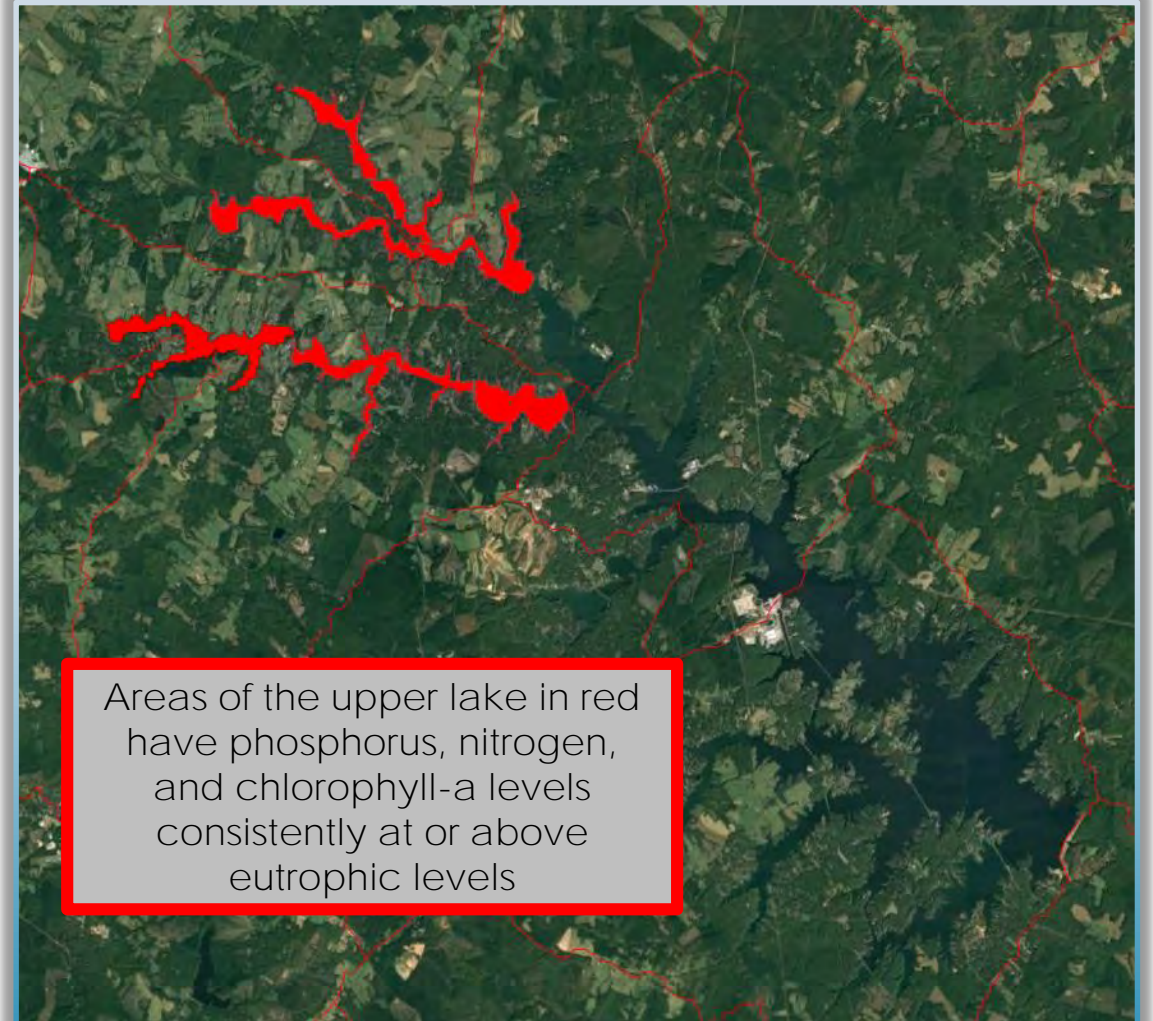 Areas of the upper lake in red
have phosphorus, nitrogen,
and chlorophyll-a levels
consistently at or above
eutrophic levels